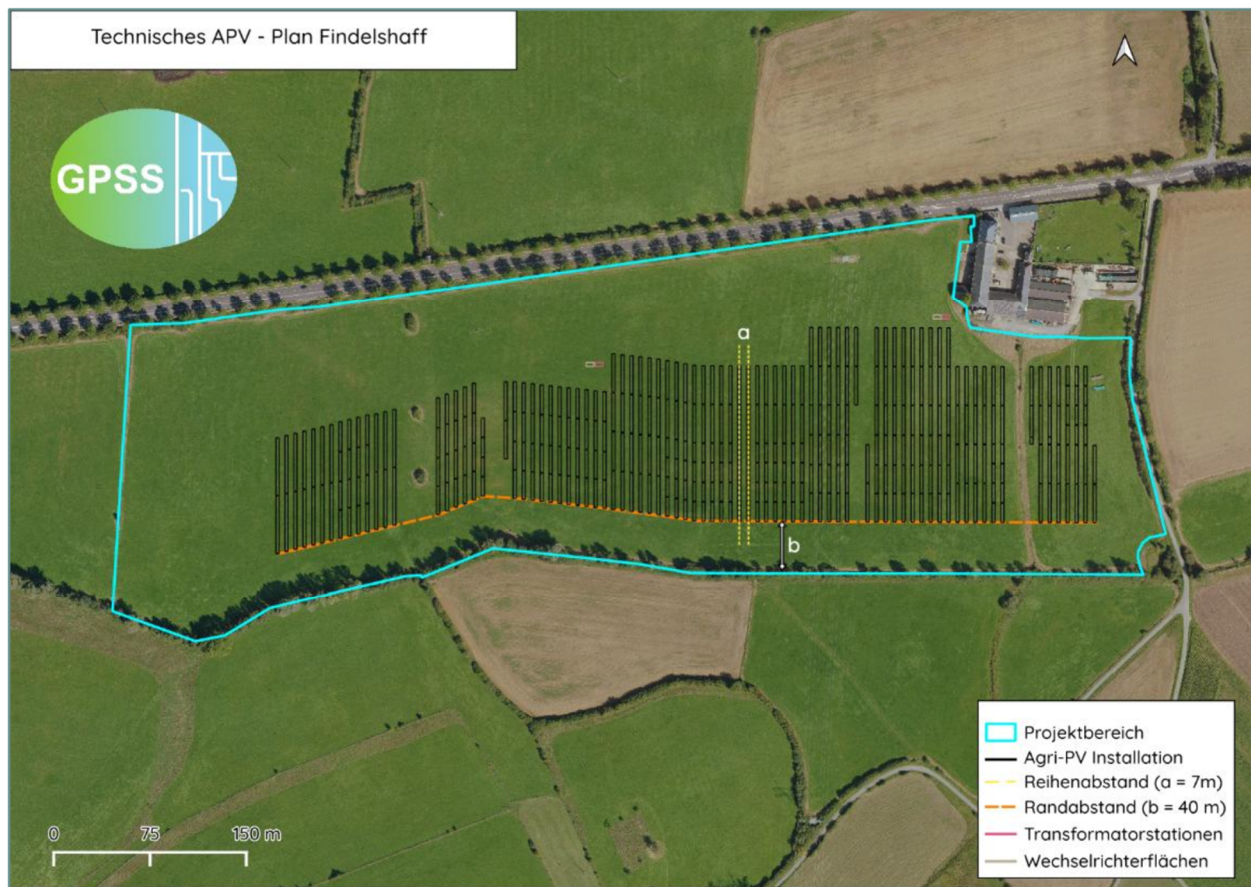 Technisches APV - Plan Findelshaff
GPSS
a
b
Projektbereich
Agri-PV Installation
Reihenabstand (a = 7m)
Randabstand (b = 40 m)
Transformatorstationen
Wechselrichterflächen
0 75 150 m